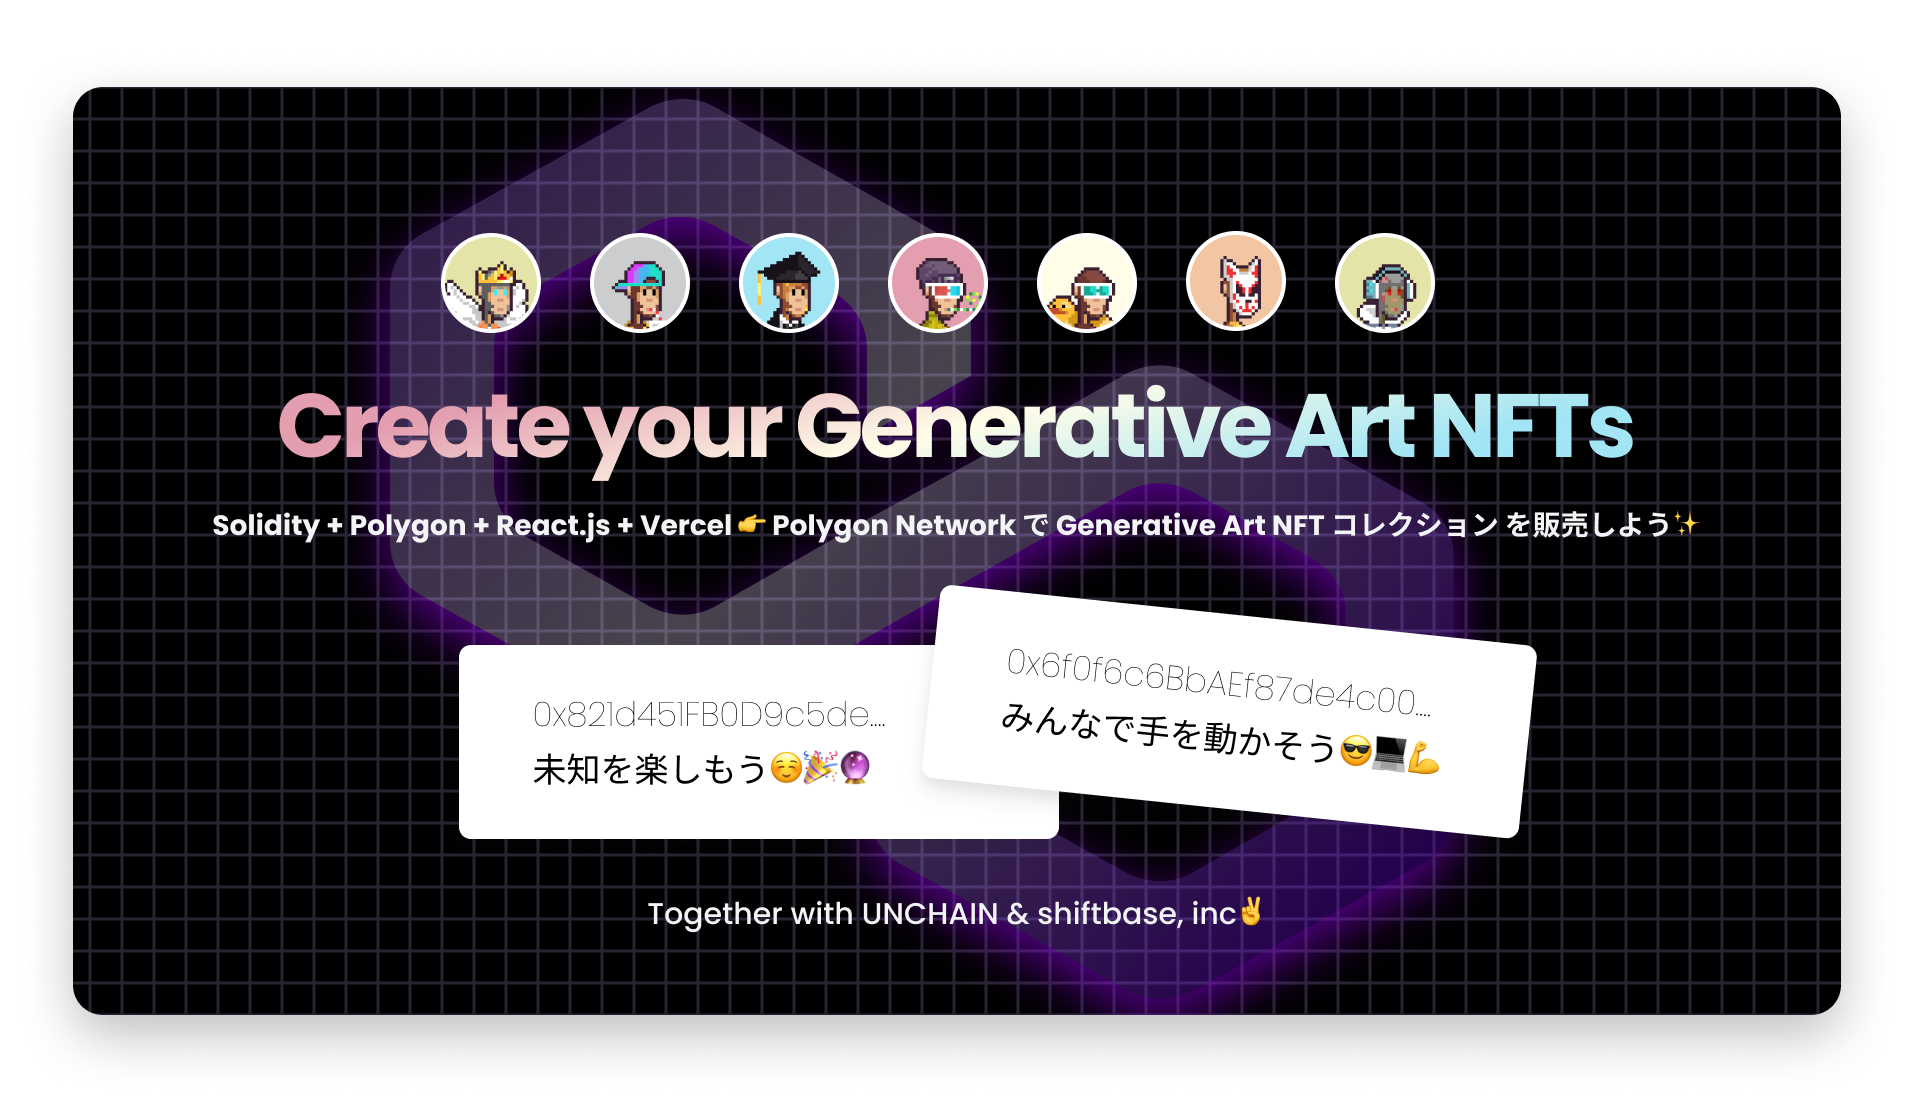 Create your Generative Art NFTs
Solidity + Polygon + React.js + Vercel 👉 Polygon Network で Generative Art NFT コレクション を販売しよう✨
0x821d451FB0D9c5de....
未知を楽しもう☺️🎉🔮
0x6f0f6c6BbAEf87de4c00....
みんなで手を動かそう😎💻💪
Together with UNCHAIN & shiftbase, inc✌️